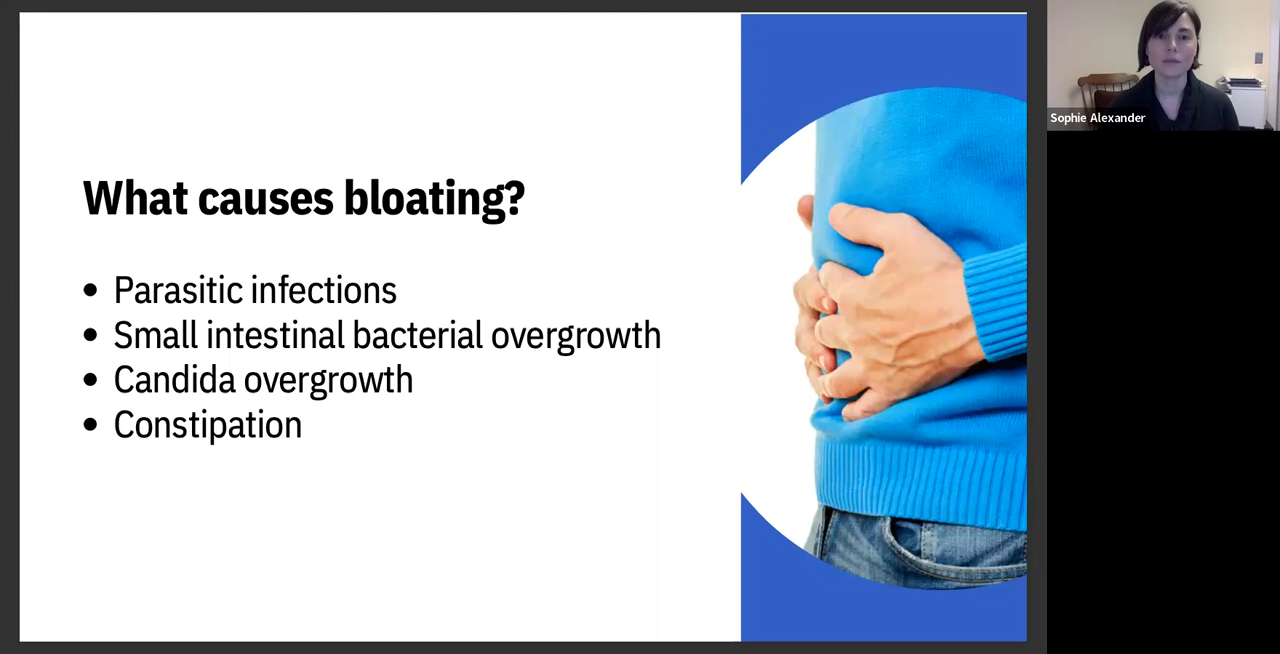 What causes bloating?
• Parasitic infections
• Small intestinal bacterial overgrowth
• Candida overgrowth
• Constipation
Sophie Alexander